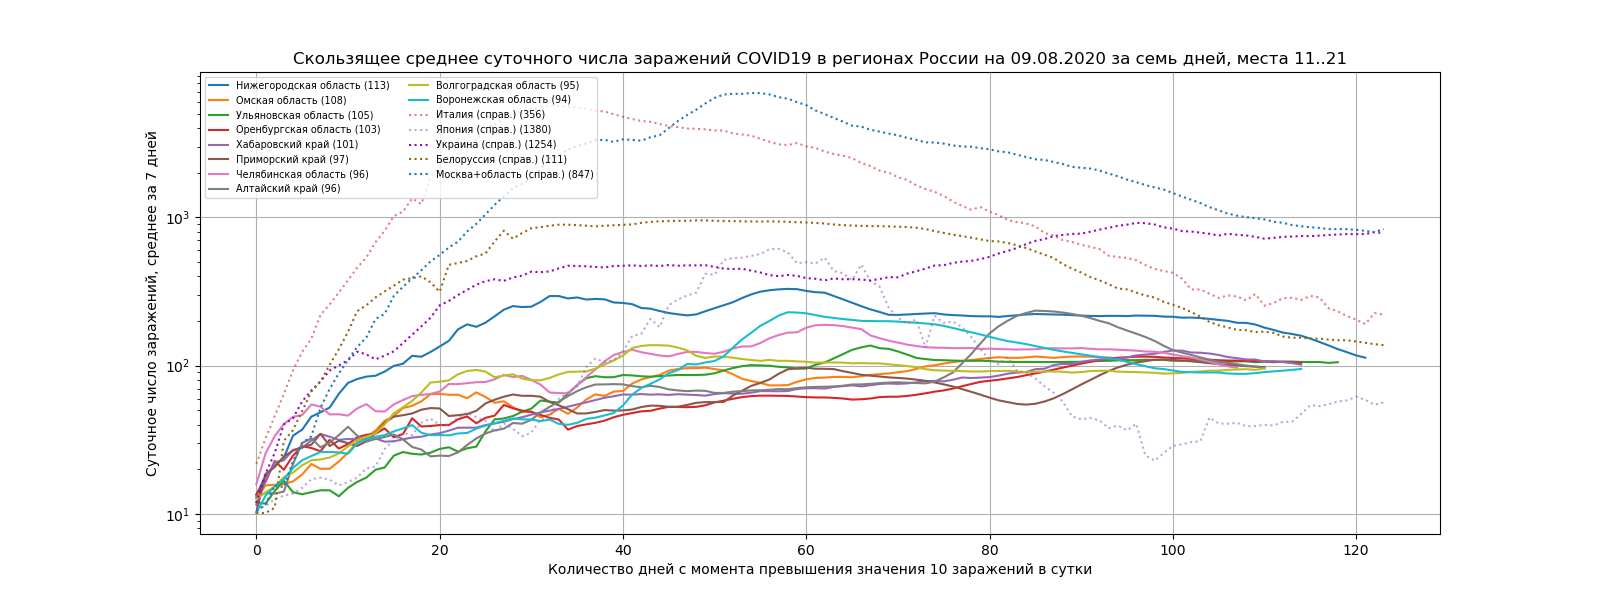 Скользящее среднее суточного числа заражений COVID19 в регионах России на 09.08.2020 за семь дней, места 11..21
Нижегородская область (113)
Омская область (108)
Ульяновская область (105)
Оренбургская область (103)
Хабаровский край (101)
Приморский край (97)
Челябинская область (96)
Алтайский край (96)
Волгоградская область (95)
Воронежская область (94)
Италия (справ.) (356)
Япония (справ.) (1380)
Украина (справ.) (1254)
Белоруссия (справ.) (111)
Москва+область (справ.) (847)
Суточное число заражений, среднее за 7 дней
10³
10²
10¹
0 20 40 60 80 100 120
Количество дней с момента превышения значения 10 заражений в сутки